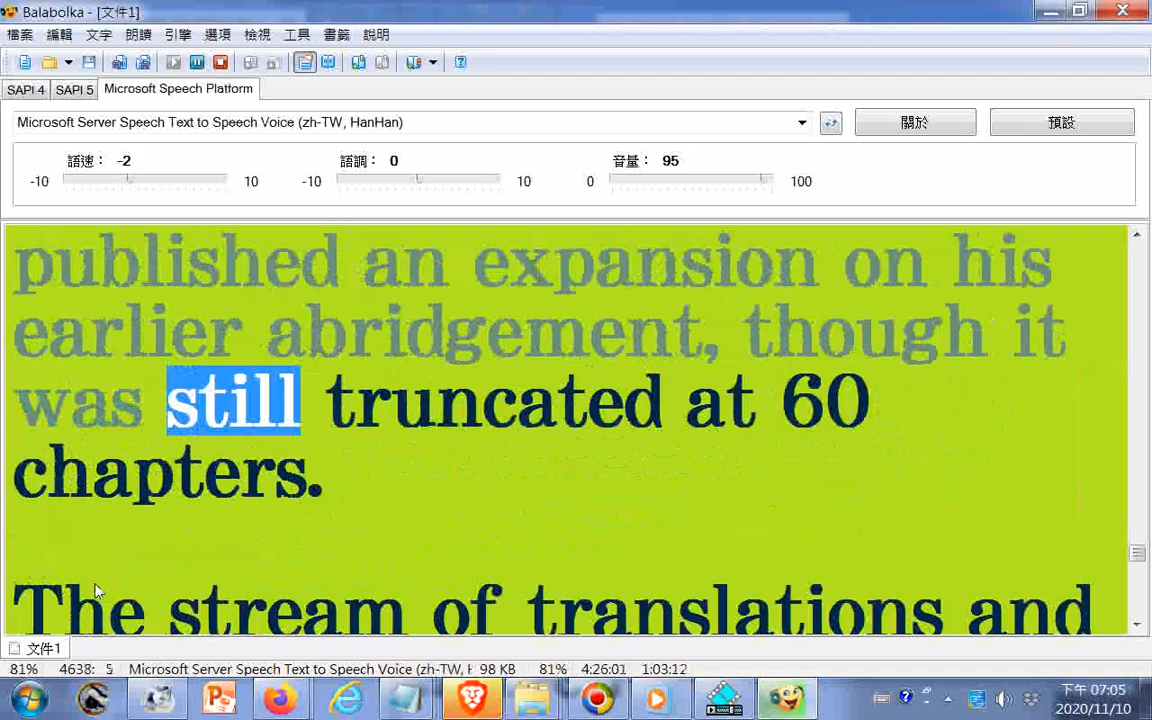 Balabolka - [文件1]
檔案 編輯 文字 朗讀 引擎 選項 檢視 工具 書籤 說明
SAPI 4 SAPI 5 Microsoft Speech Platform
Microsoft Server Speech Text to Speech Voice (zh-TW, HanHan) 關於 預設
語速： -2 語調： 0 音量： 95
-10 10 -10 10 0 100
published an expansion on his
earlier abridgement, though it
was still truncated at 60
chapters.
The stream of translations and
文件1
81% 4638: 5 Microsoft Server Speech Text to Speech Voice (zh-TW, H 98 KB 81% 4:26:01 1:03:12
下午 07:05
2020/11/10